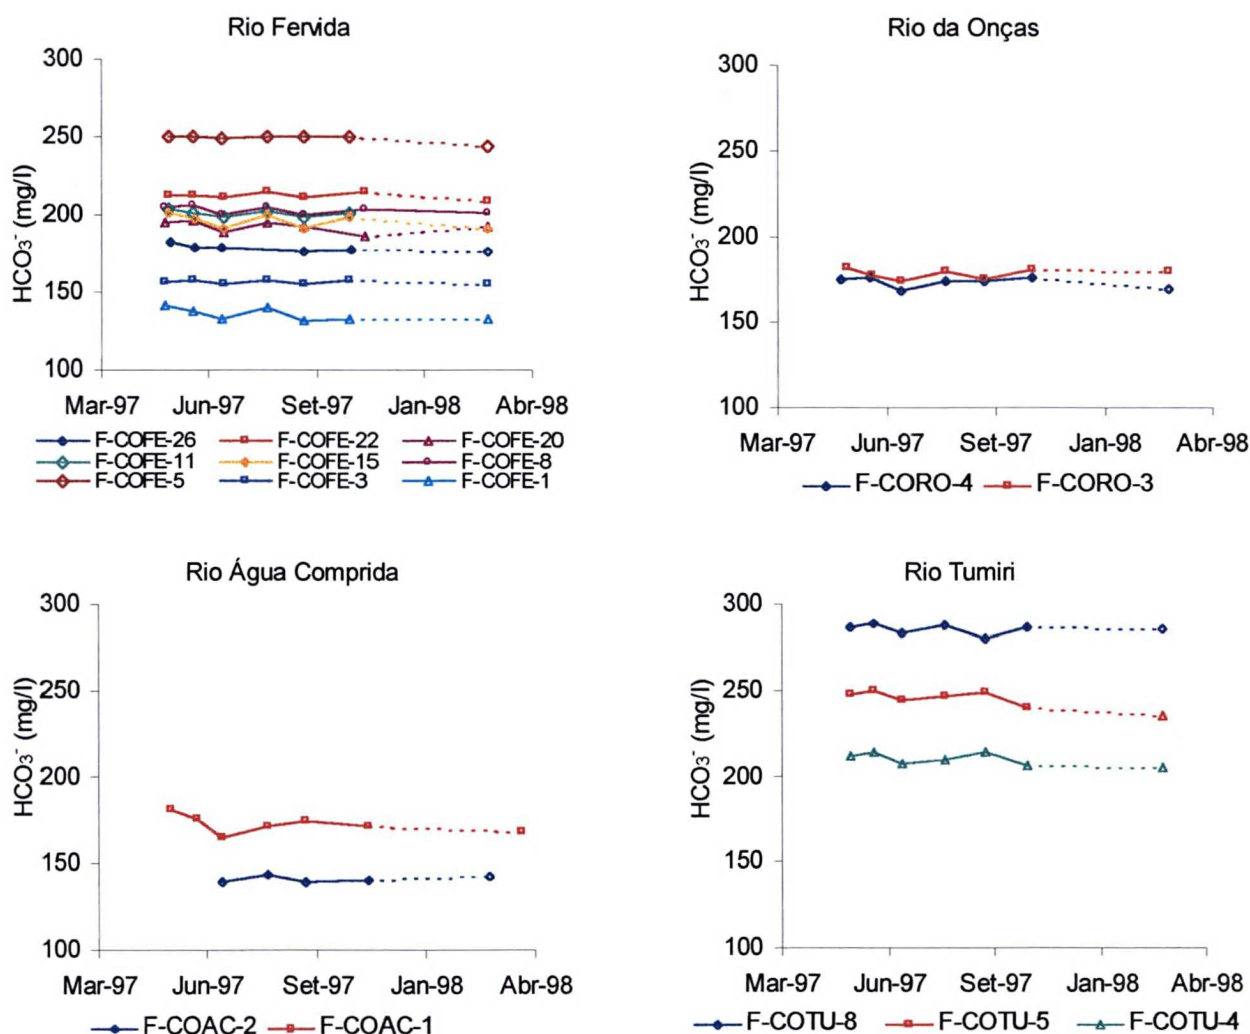 Rio Fervida
300
250
200
150
100
HCO₃⁻ (mg/l)
Mar-97 Jun-97 Set-97 Jan-98 Abr-98
F-COFE-26 F-COFE-22 F-COFE-20
F-COFE-11 F-COFE-15 F-COFE-8
F-COFE-5 F-COFE-3 F-COFE-1
Rio da Onças
300
250
200
150
100
HCO₃⁻ (mg/l)
Mar-97 Jun-97 Set-97 Jan-98 Abr-98
F-CORO-4 F-CORO-3
Rio Água Comprida
300
250
200
150
100
HCO₃⁻ (mg/l)
Mar-97 Jun-97 Set-97 Jan-98 Abr-98
F-COAC-2 F-COAC-1
Rio Tumiri
300
250
200
150
100
HCO₃⁻ (mg/l)
Mar-97 Jun-97 Set-97 Jan-98 Abr-98
F-COTU-8 F-COTU-5 F-COTU-4